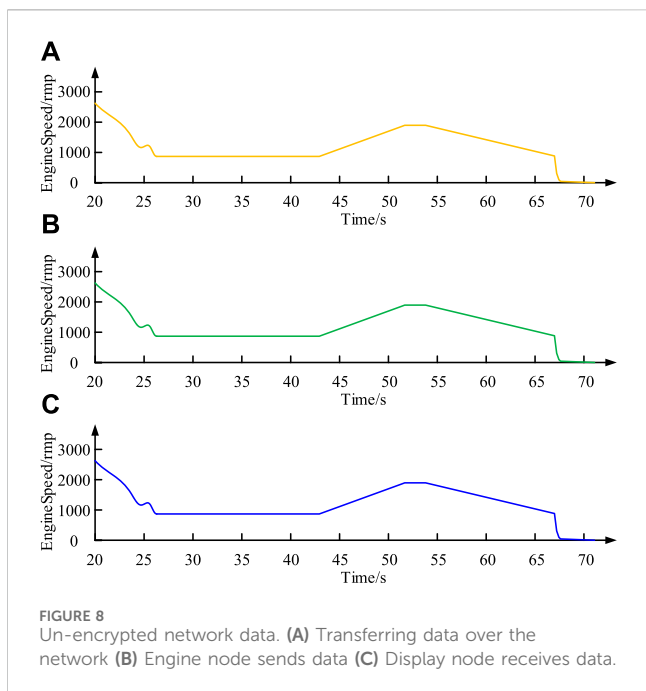 A
EngineSpeed/rmp
3000
2000
1000
0
20 25 30 35 40 45 50 55 60 65 70
Time/s
B
EngineSpeed/rmp
3000
2000
1000
0
20 25 30 35 40 45 50 55 60 65 70
Time/s
C
EngineSpeed/rmp
3000
2000
1000
0
20 25 30 35 40 45 50 55 60 65 70
Time/s
FIGURE 8
Un-encrypted network data. (A) Transferring data over the
network (B) Engine node sends data (C) Display node receives data.